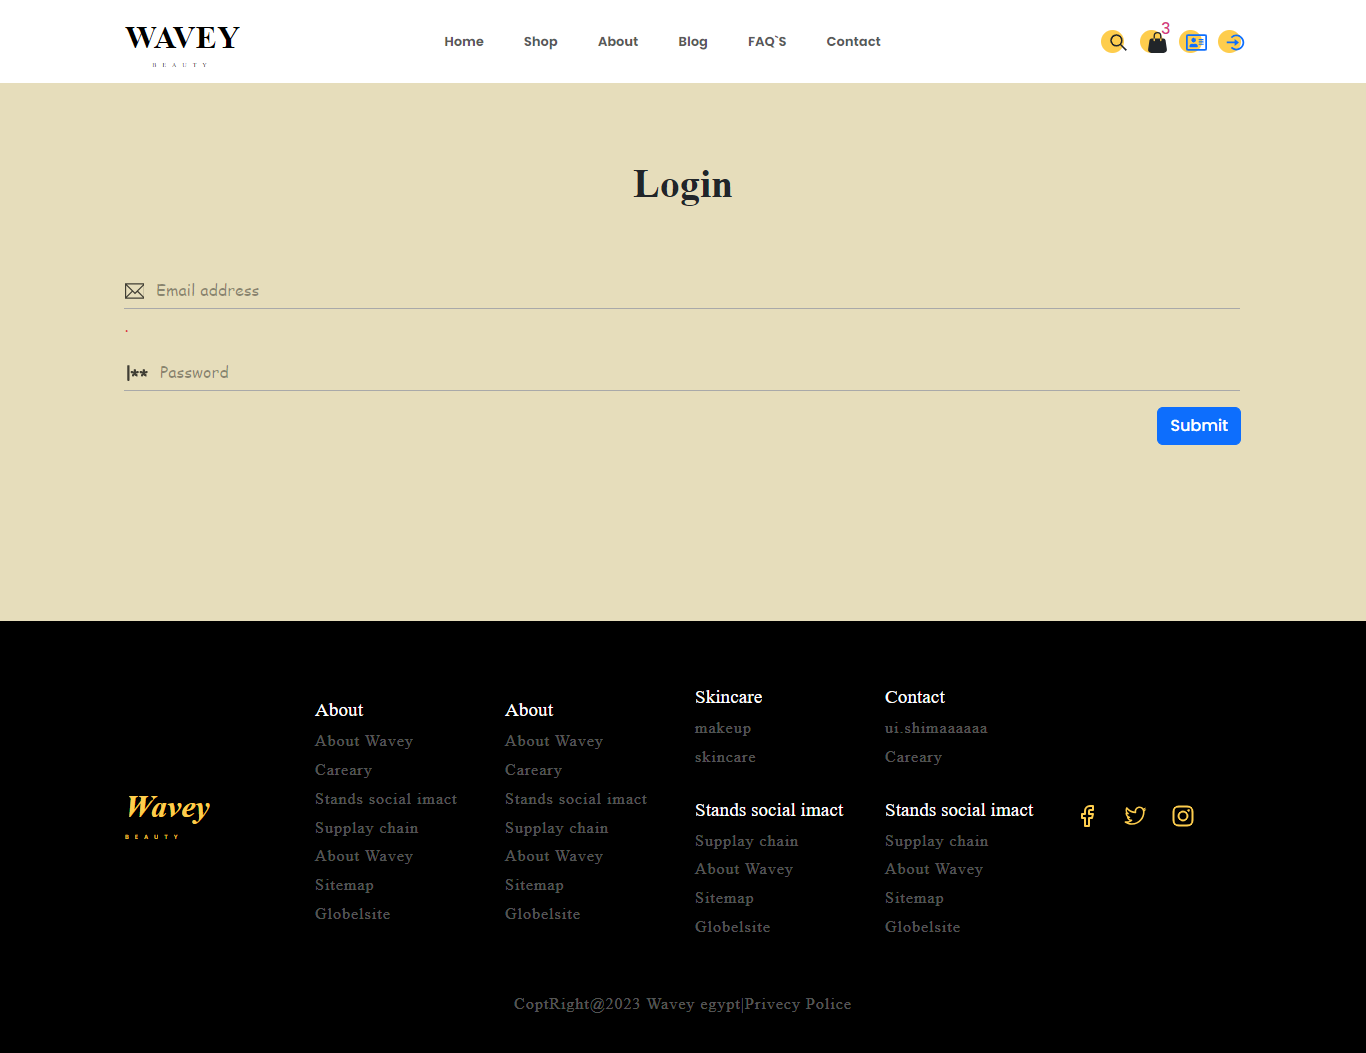 WAVEY
BEAUTY
Home Shop About Blog FAQ`S Contact
3
Login
Email address
.
|** Password
Submit
Wavey
BEAUTY
About
About Wavey
Careary
Stands social imact
Supplay chain
About Wavey
Sitemap
Globelsite
About
About Wavey
Careary
Stands social imact
Supplay chain
About Wavey
Sitemap
Globelsite
Skincare
makeup
skincare
Stands social imact
Supplay chain
About Wavey
Sitemap
Globelsite
Contact
ui.shimaaaaaa
Careary
Stands social imact
Supplay chain
About Wavey
Sitemap
Globelsite
CoptRight@2023 Wavey egypt|Privecy Police